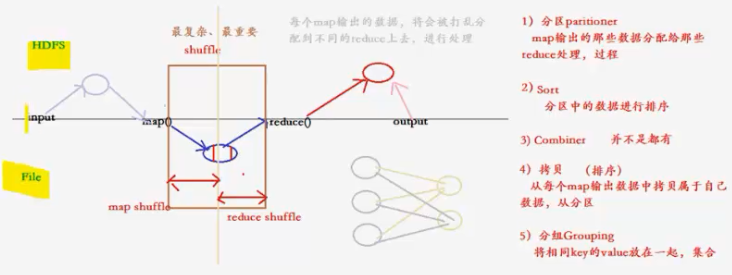 最复杂、最重要
shuffle
每个map输出的数据，将会被打乱分
配到不同的reduce上去，进行处理
HDFS
input
map()
reduce()
output
File
map shuffle
reduce shuffle
1）分区paritioner
map输出的那些数据分配给那些
reduce处理，过程
2）Sort
分区中的数据进行排序
3) Combiner 并不是都有
4）拷贝 （排序）
从每个map输出数据中拷贝属于自己
数据，从分区
5）分组Grouping
将相同key的value放在一起，集合